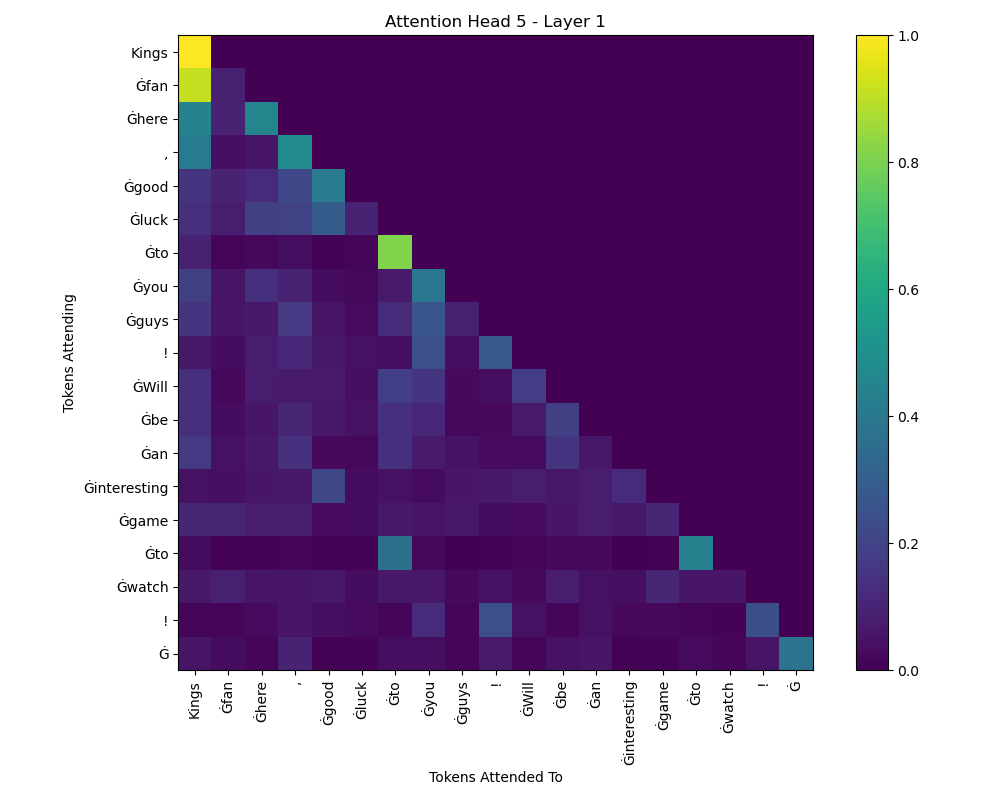 Attention Head 5 - Layer 1
Tokens Attending
Kings
Ġfan
Ġhere
,
Ġgood
Ġluck
Ġto
Ġyou
Ġguys
!
ĠWill
Ġbe
Ġan
Ġinteresting
Ġgame
Ġto
Ġwatch
!
Ġ
Kings
Ġfan
Ġhere
,
Ġgood
Ġluck
Ġto
Ġyou
Ġguys
!
ĠWill
Ġbe
Ġan
Ġinteresting
Ġgame
Ġto
Ġwatch
!
Ġ
Tokens Attended To
1.0
0.8
0.6
0.4
0.2
0.0